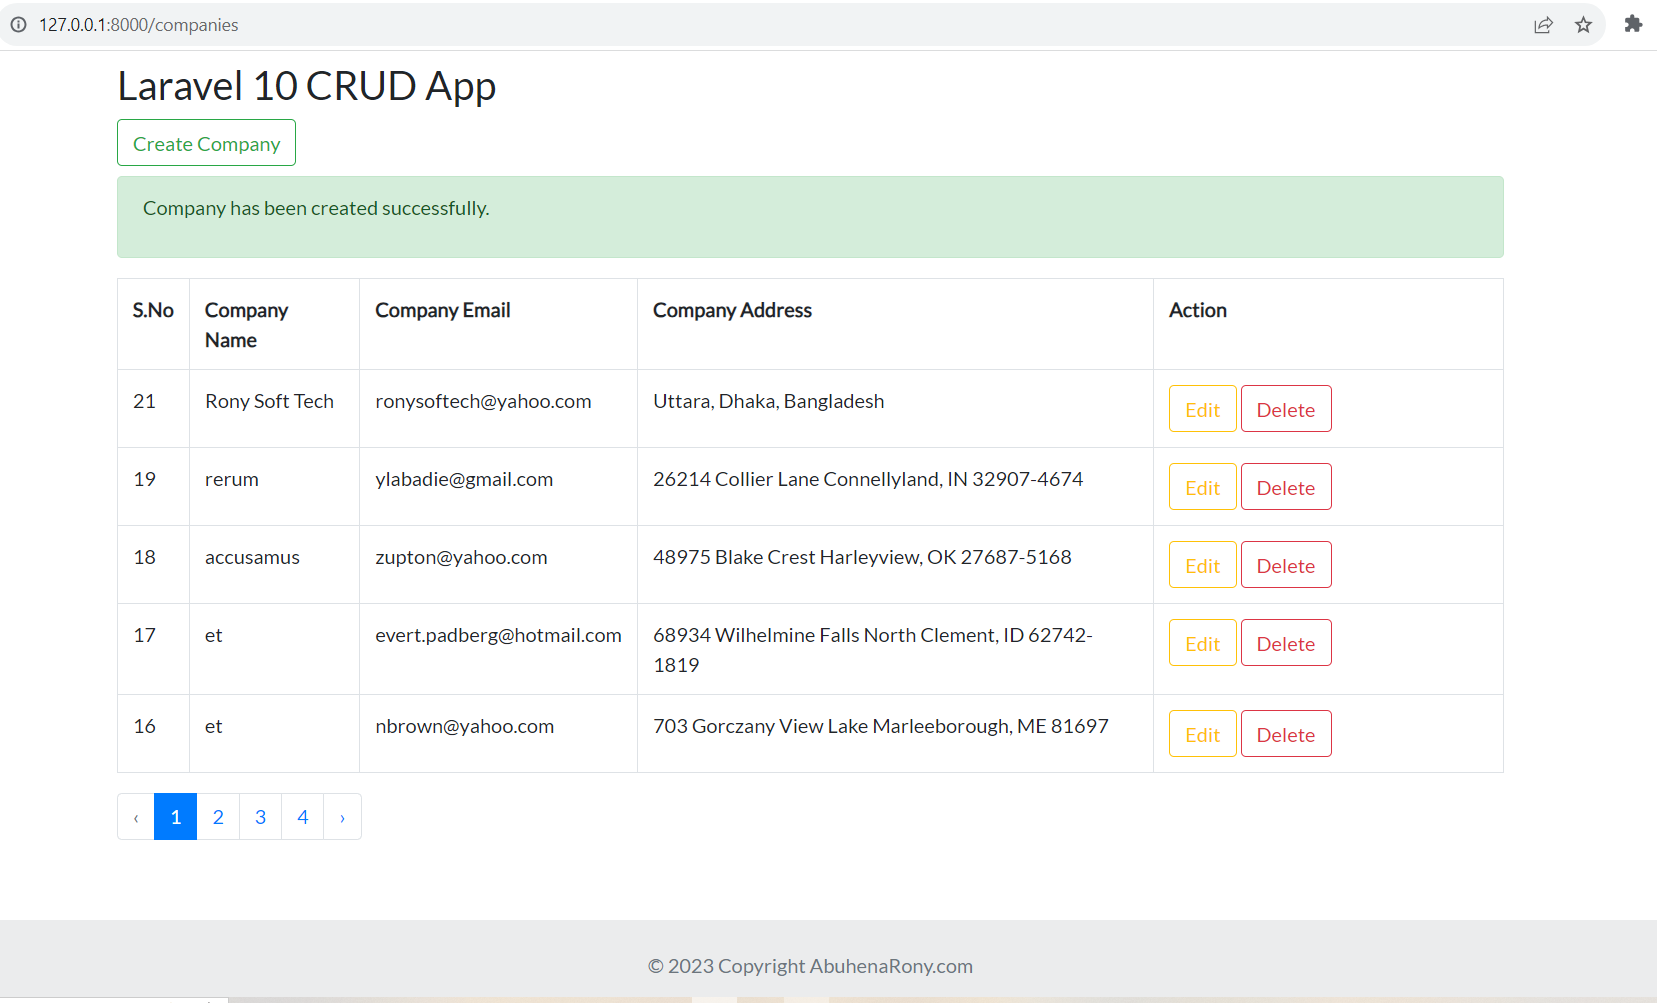 127.0.0.1:8000/companies
Laravel 10 CRUD App
Create Company
Company has been created successfully.
S.No Company Name Company Email Company Address Action
21 Rony Soft Tech ronysoftech@yahoo.com Uttara, Dhaka, Bangladesh Edit Delete
19 rerum ylabadie@gmail.com 26214 Collier Lane Connellyland, IN 32907-4674 Edit Delete
18 accusamus zupton@yahoo.com 48975 Blake Crest Harleyview, OK 27687-5168 Edit Delete
17 et evert.padberg@hotmail.com 68934 Wilhelmine Falls North Clement, ID 62742-
1819 Edit Delete
16 et nbrown@yahoo.com 703 Gorczany View Lake Marleeborough, ME 81697 Edit Delete
‹ 1 2 3 4 ›
© 2023 Copyright AbuhenaRony.com